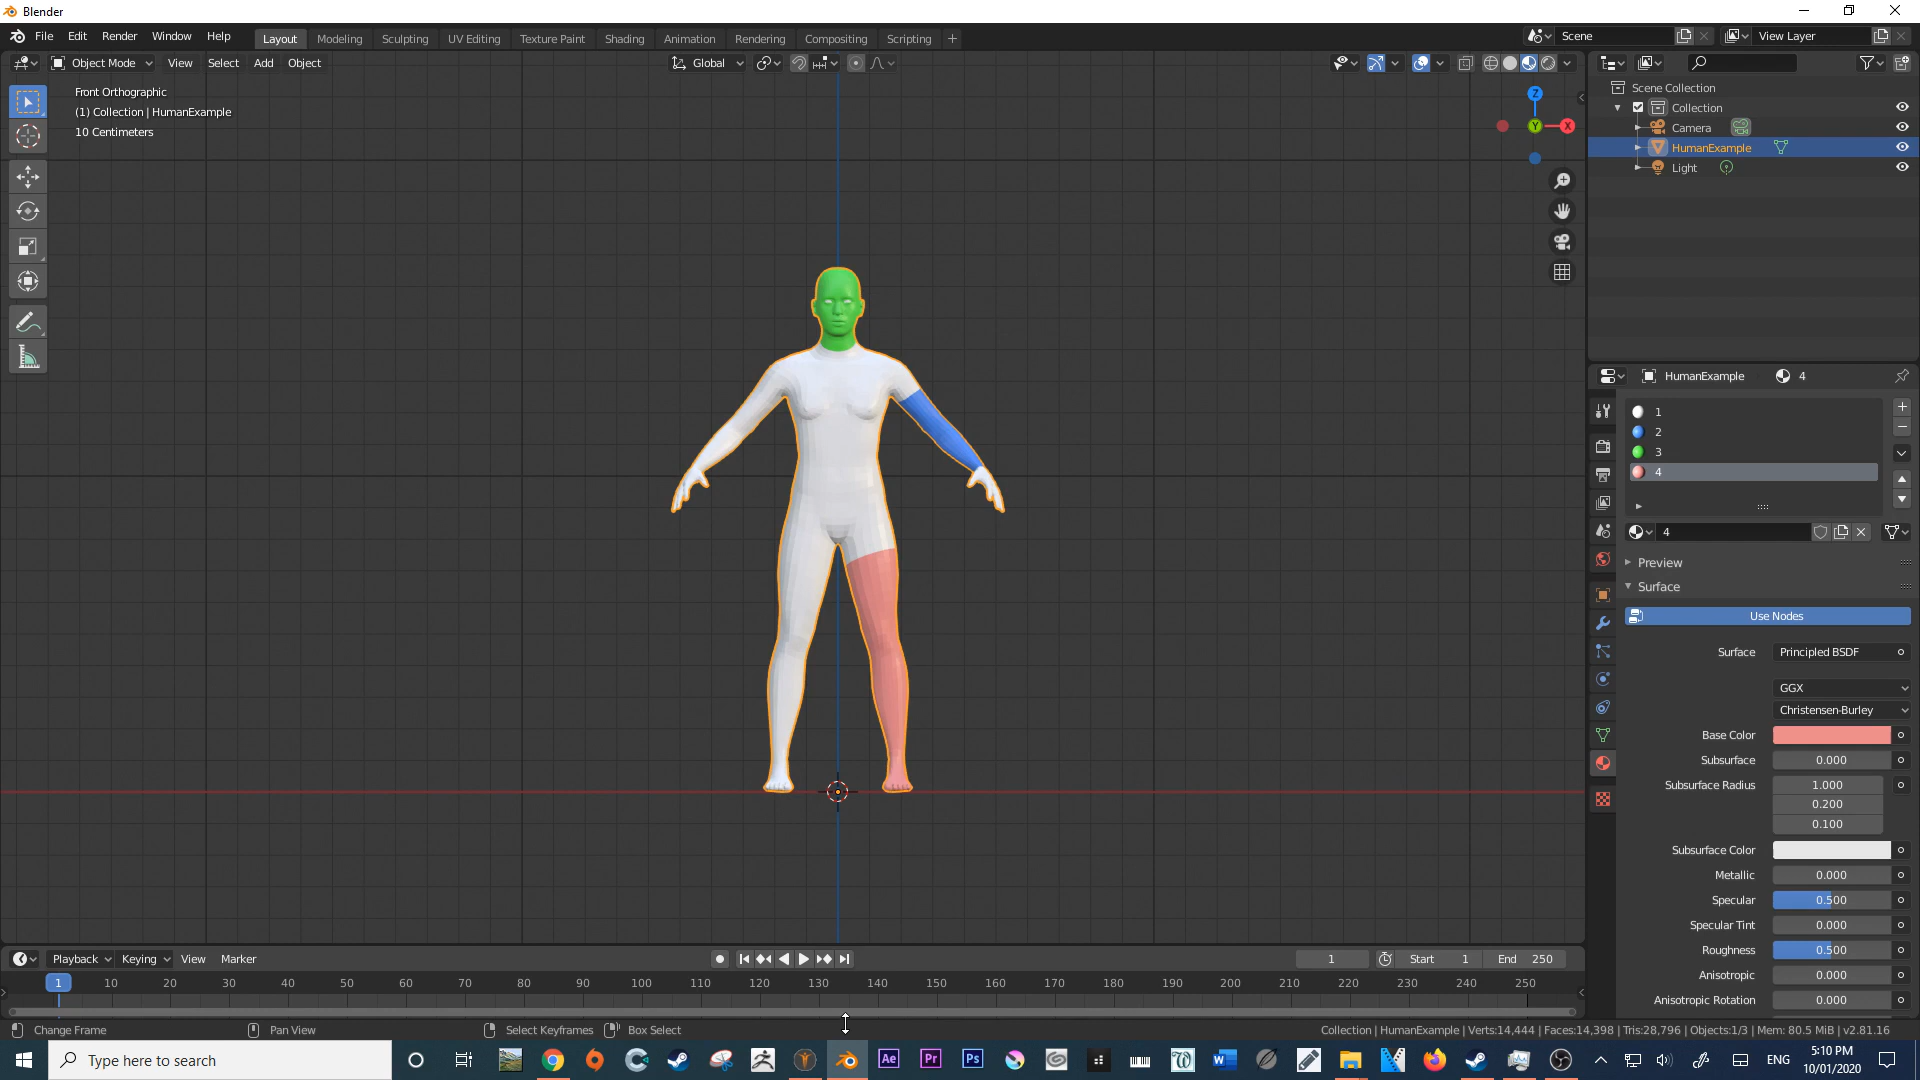 Blender
File Edit Render Window Help
Layout Modeling Sculpting UV Editing Texture Paint Shading Animation Rendering Compositing Scripting +
Scene
View Layer
Object Mode View Select Add Object
Global
Front Orthographic
(1) Collection | HumanExample
10 Centimeters
Z
Y
X
Scene Collection
Collection
Camera
HumanExample
Light
HumanExample 4
1
2
3
4
4
Preview
Surface
Use Nodes
Surface Principled BSDF
GGX
Christensen-Burley
Base Color
Subsurface 0.000
Subsurface Radius 1.000
0.200
0.100
Subsurface Color
Metallic 0.000
Specular 0.500
Specular Tint 0.000
Roughness 0.500
Anisotropic 0.000
Anisotropic Rotation 0.000
Playback Keying View Marker
1 Start 1 End 250
1 10 20 30 40 50 60 70 80 90 100 110 120 130 140 150 160 170 180 190 200 210 220 230 240 250
Change Frame Pan View Select Keyframes Box Select
Collection | HumanExample | Verts:14,444 | Faces:14,398 | Tris:28,796 | Objects:1/3 | Mem: 80.5 MiB | v2.81.16
Type here to search
Ae Pr Ps
ENG
5:10 PM
10/01/2020